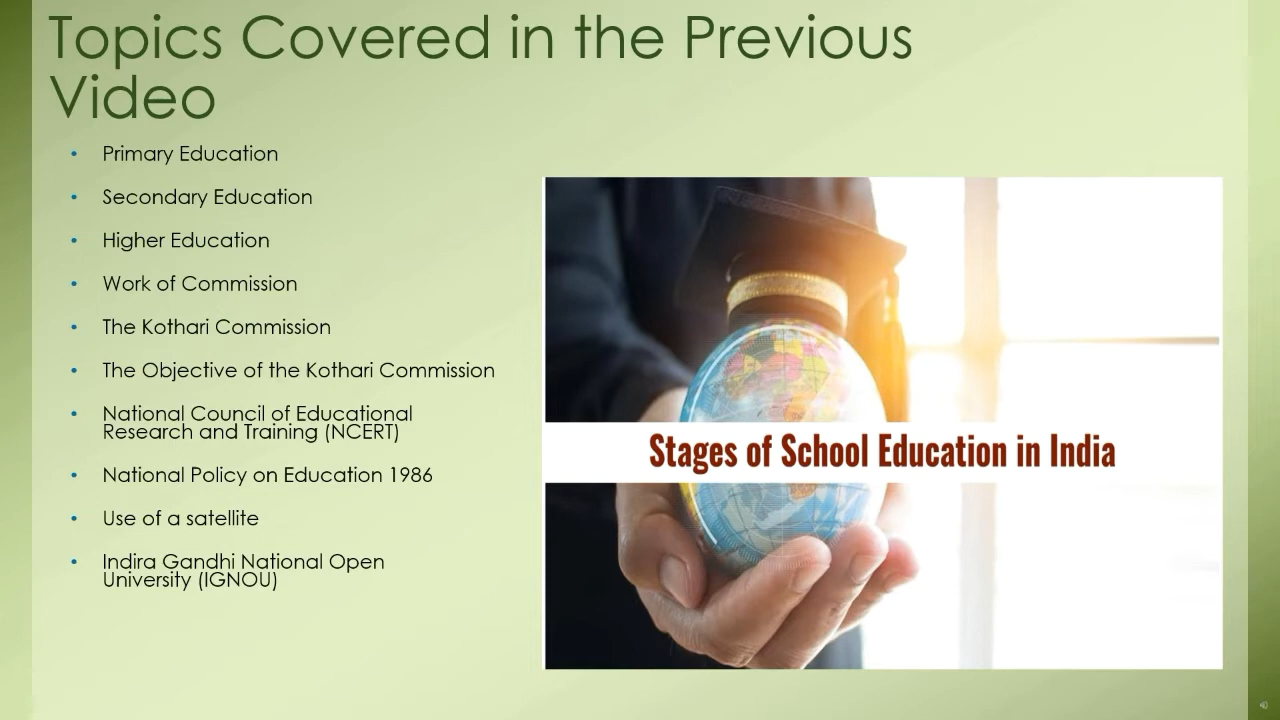 Topics Covered in the Previous
Video
• Primary Education
• Secondary Education
• Higher Education
• Work of Commission
• The Kothari Commission
• The Objective of the Kothari Commission
• National Council of Educational
Research and Training (NCERT)
• National Policy on Education 1986
• Use of a satellite
• Indira Gandhi National Open
University (IGNOU)
Stages of School Education in India